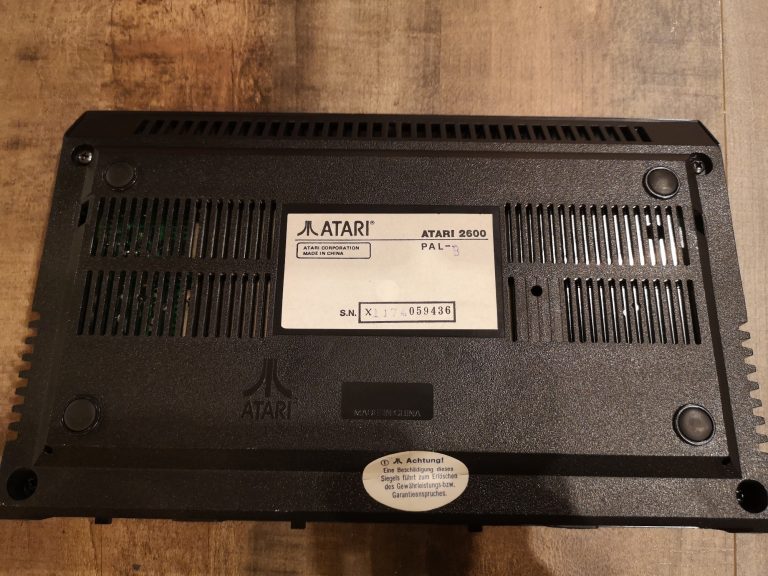 ATARI®
ATARI 2600
ATARI CORPORATION
MADE IN CHINA
PAL-
S.N. 059436
ATARI
MADE IN CHINA
Achtung!
Eine Beschädigung dieses
Siegels führt zum Erlöschen
des Gewährleistungs-bzw.
Garantieanspruches.